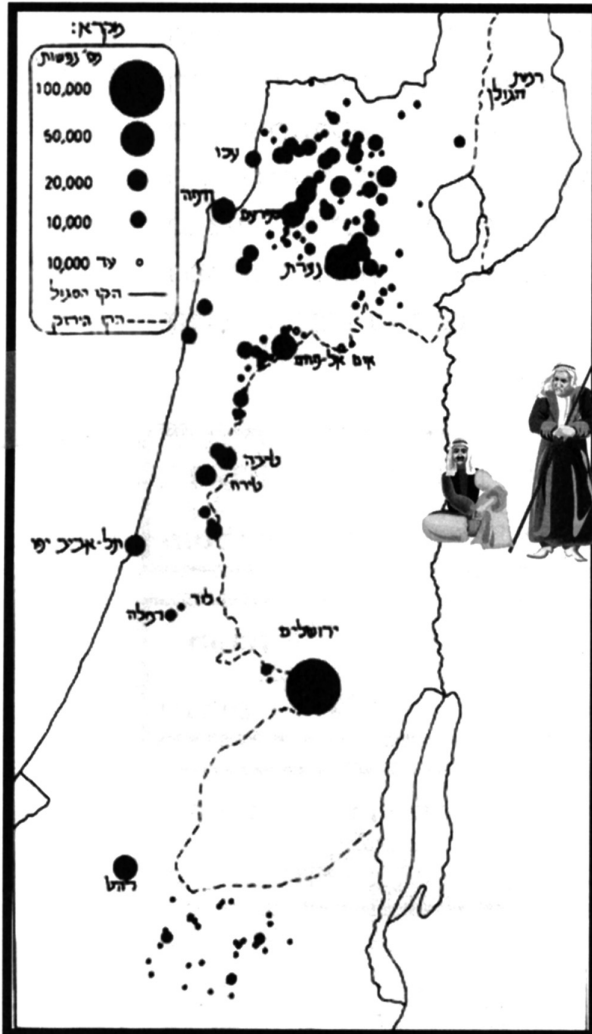 מקרא:
מס' נפשות
100,000
50,000
20,000
10,000
עד 10,000
הקו הסגול
הקו הירוק
רמת
הגולן
עכו
חיפה
שפרעם
נצרת
אום אל-פחם
טייבה
טירה
תל-אביב יפו
לוד
רמלה
ירושלים
רהט